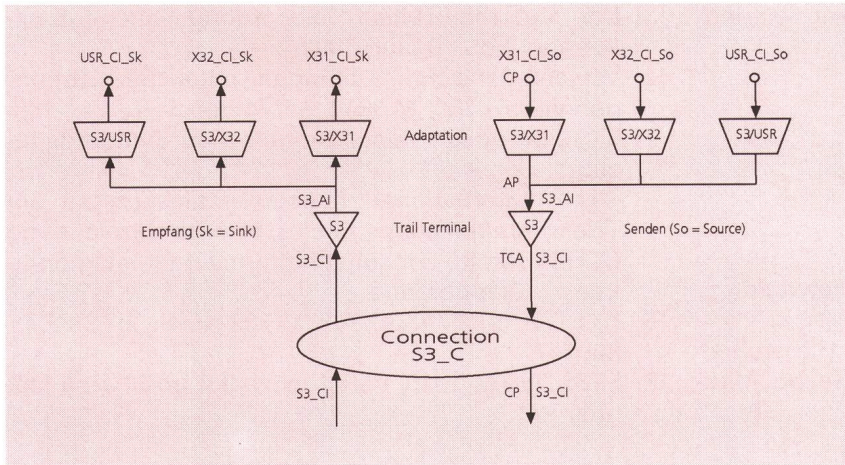 USR_CI_Sk X32_CI_Sk X31_CI_Sk X31_CI_So X32_CI_So USR_CI_So
CP
S3/USR S3/X32 S3/X31 Adaptation S3/X31 S3/X32 S3/USR
AP
S3_AI S3_AI
Empfang (Sk = Sink) S3 Trail Terminal S3 Senden (So = Source)
S3_CI TCA S3_CI
Connection
S3_C
S3_CI CP S3_CI